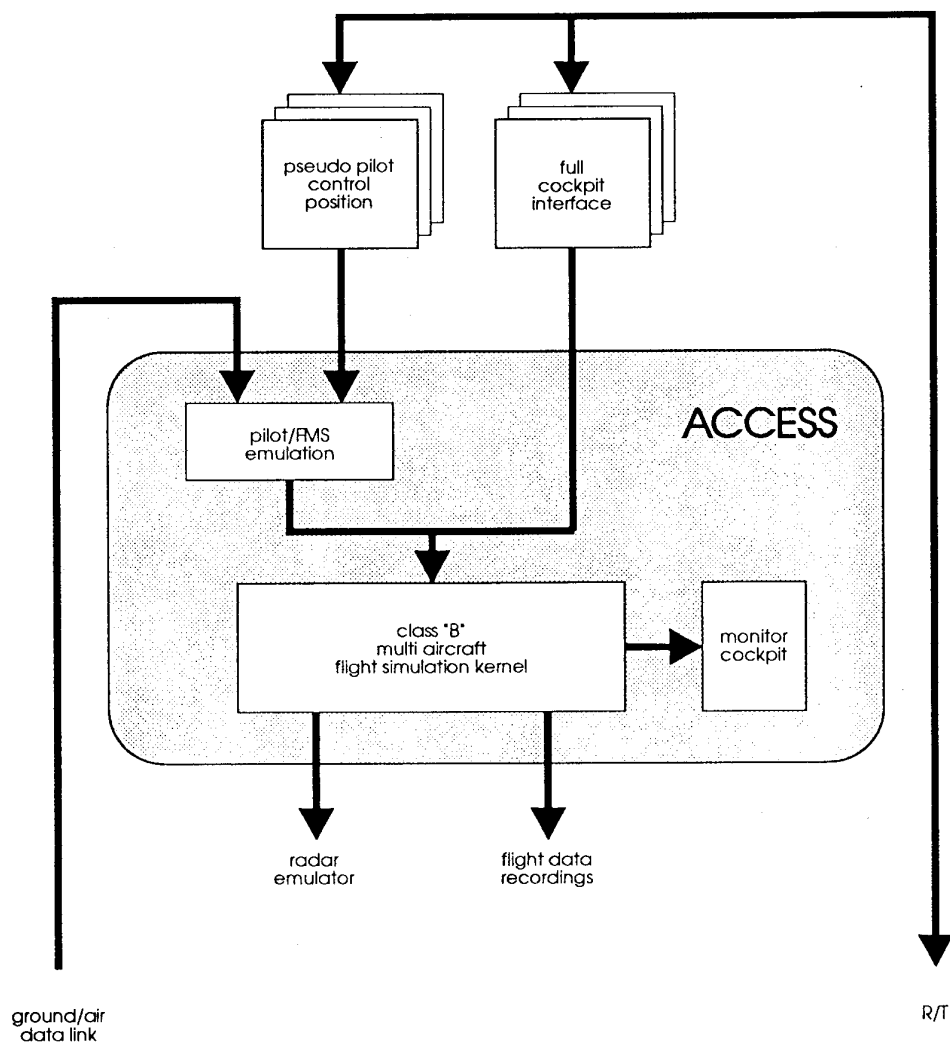 pseudo pilot
control
position
full
cockpit
interface
ACCESS
pilot/FMS
emulation
class "B"
multi aircraft
flight simulation kernel
monitor
cockpit
radar
emulator
flight data
recordings
ground/air
data link
R/T